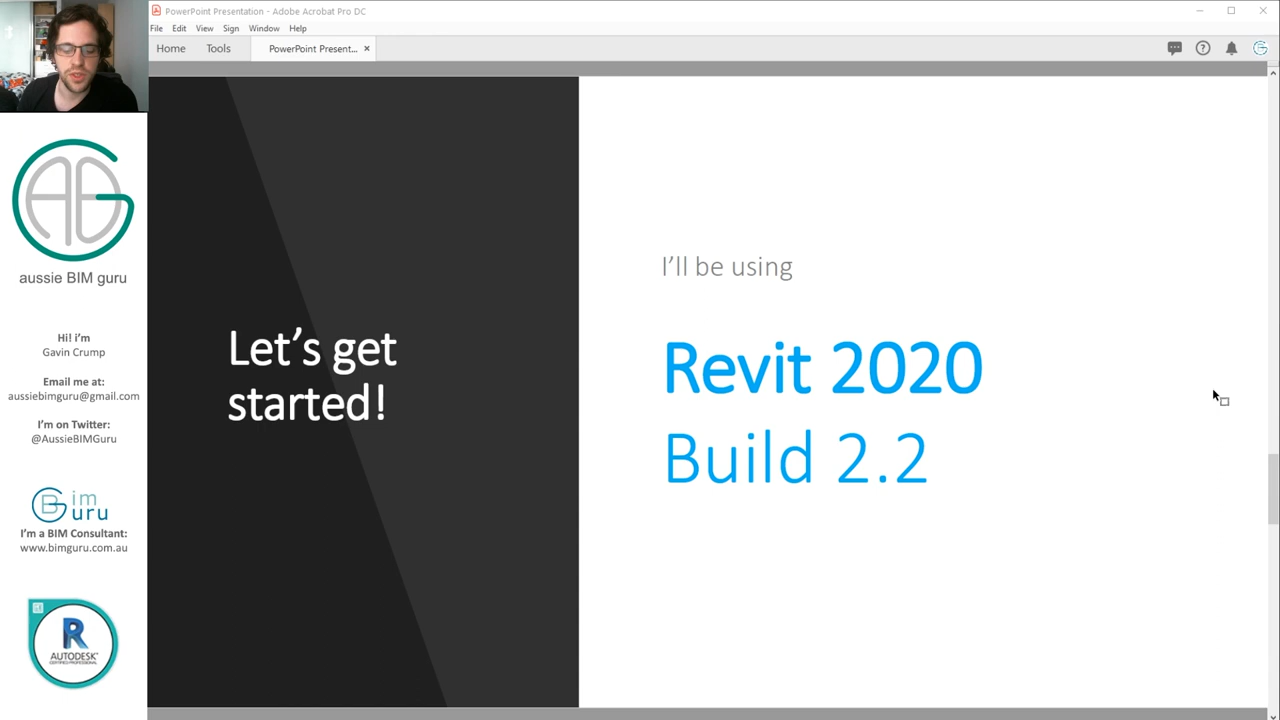 PowerPoint Presentation - Adobe Acrobat Pro DC
File Edit View Sign Window Help
Home Tools PowerPoint Present... ×
aussie BIM guru
Hi! i'm
Gavin Crump
Email me at:
aussiebimguru@gmail.com
I'm on Twitter:
@AussieBIMGuru
BIM Guru
I'm a BIM Consultant:
www.bimguru.com.au
R
AUTODESK
CERTIFIED PROFESSIONAL
Let's get
started!
I'll be using
Revit 2020
Build 2.2